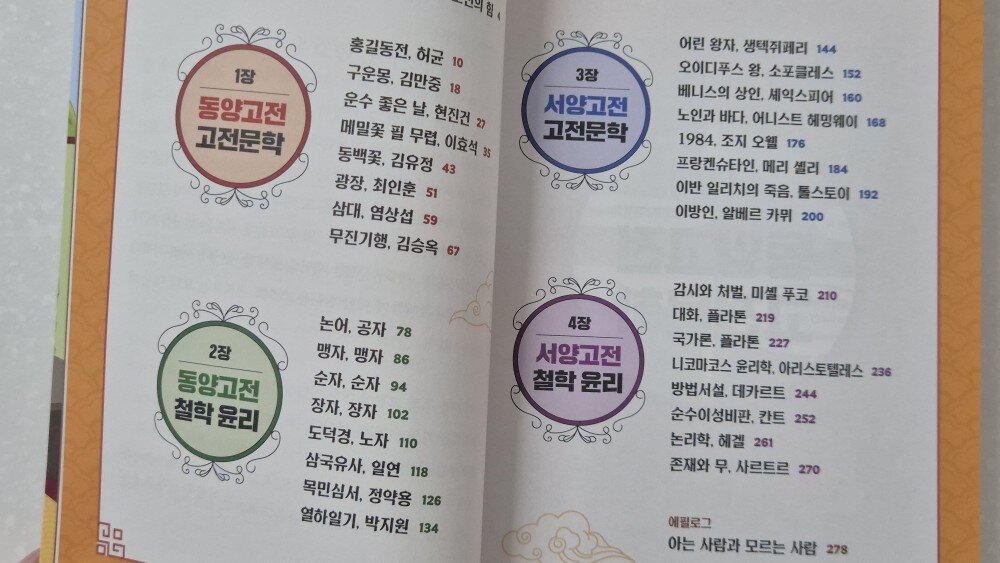 의 힘 4
1장
동양고전
고전문학
홍길동전, 허균 10
구운몽, 김만중 18
운수 좋은 날, 현진건 27
메밀꽃 필 무렵, 이효석 35
동백꽃, 김유정 43
광장, 최인훈 51
삼대, 염상섭 59
무진기행, 김승옥 67
2장
동양고전
철학 윤리
논어, 공자 78
맹자, 맹자 86
순자, 순자 94
장자, 장자 102
도덕경, 노자 110
삼국유사, 일연 118
목민심서, 정약용 126
열하일기, 박지원 134
3장
서양고전
고전문학
어린 왕자, 생텍쥐페리 144
오이디푸스 왕, 소포클레스 152
베니스의 상인, 셰익스피어 160
노인과 바다, 어니스트 헤밍웨이 168
1984, 조지 오웰 176
프랑켄슈타인, 메리 셸리 184
이반 일리치의 죽음, 톨스토이 192
이방인, 알베르 카뮈 200
4장
서양고전
철학 윤리
감시와 처벌, 미셸 푸코 210
대화, 플라톤 219
국가론, 플라톤 227
니코마코스 윤리학, 아리스토텔레스 236
방법서설, 데카르트 244
순수이성비판, 칸트 252
논리학, 헤겔 261
존재와 무, 사르트르 270
에필로그
아는 사람과 모르는 사람 278